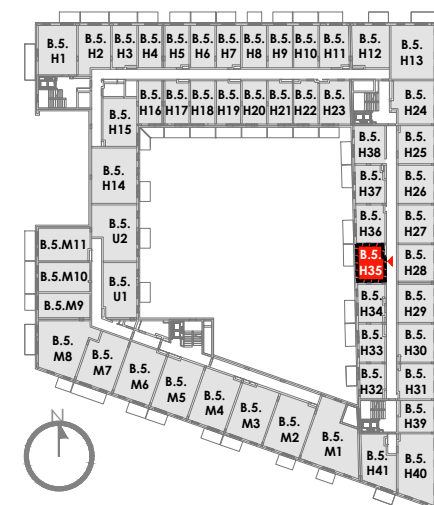 B.5.
H1
B.5.
H2
B.5.
H3
B.5.
H4
B.5.
H5
B.5.
H6
B.5.
H7
B.5.
H8
B.5.
H9
B.5.
H10
B.5.
H11
B.5.
H12
B.5.
H13
B.5.
H15
B.5.
H16
B.5.
H17
B.5.
H18
B.5.
H19
B.5.
H20
B.5.
H21
B.5.
H22
B.5.
H23
B.5.
H24
B.5.
H38
B.5.
H25
B.5.
H14
B.5.
H37
B.5.
H26
B.5.
U2
B.5.
H36
B.5.
H27
B.5.M11
B.5.
H35
B.5.
H28
B.5.M10
B.5.
U1
B.5.
H34
B.5.
H29
B.5.M9
B.5.
M8
B.5.
M7
B.5.
M6
B.5.
M5
B.5.
M4
B.5.
M3
B.5.
M2
B.5.
M1
B.5.
H33
B.5.
H30
B.5.
H32
B.5.
H31
B.5.
H39
B.5.
H41
B.5.
H40
N